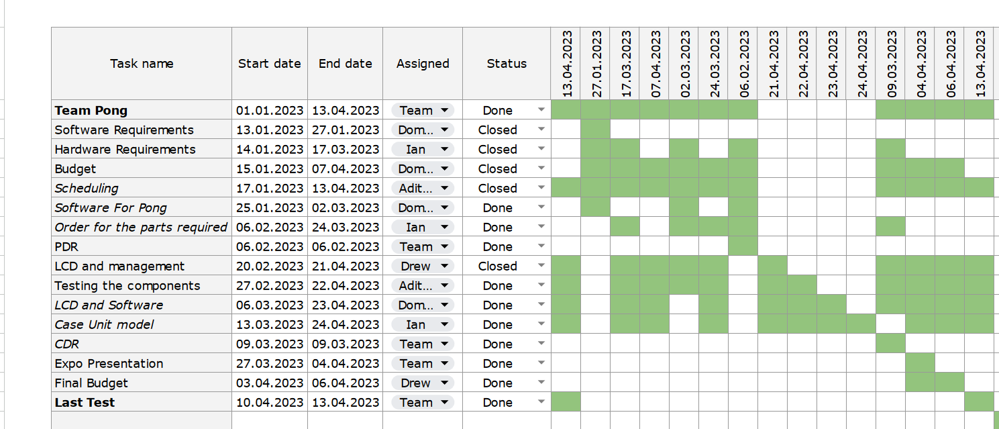 Task name Start date End date Assigned Status 13.04.2023 27.01.2023 17.03.2023 07.04.2023 02.03.2023 24.03.2023 06.02.2023 21.04.2023 22.04.2023 23.04.2023 24.04.2023 09.03.2023 04.04.2023 06.04.2023 13.04.2023
Team Pong 01.01.2023 13.04.2023 Team Done
Software Requirements 13.01.2023 27.01.2023 Dom... Closed
Hardware Requirements 14.01.2023 17.03.2023 Ian Closed
Budget 15.01.2023 07.04.2023 Dom... Closed
Scheduling 17.01.2023 13.04.2023 Adit... Closed
Software For Pong 25.01.2023 02.03.2023 Dom... Done
Order for the parts required 06.02.2023 24.03.2023 Ian Done
PDR 06.02.2023 06.02.2023 Team Done
LCD and management 20.02.2023 21.04.2023 Drew Closed
Testing the components 27.02.2023 22.04.2023 Adit... Done
LCD and Software 06.03.2023 23.04.2023 Dom... Done
Case Unit model 13.03.2023 24.04.2023 Ian Done
CDR 09.03.2023 09.03.2023 Team Done
Expo Presentation 27.03.2023 04.04.2023 Team Done
Final Budget 03.04.2023 06.04.2023 Drew Done
Last Test 10.04.2023 13.04.2023 Team Done